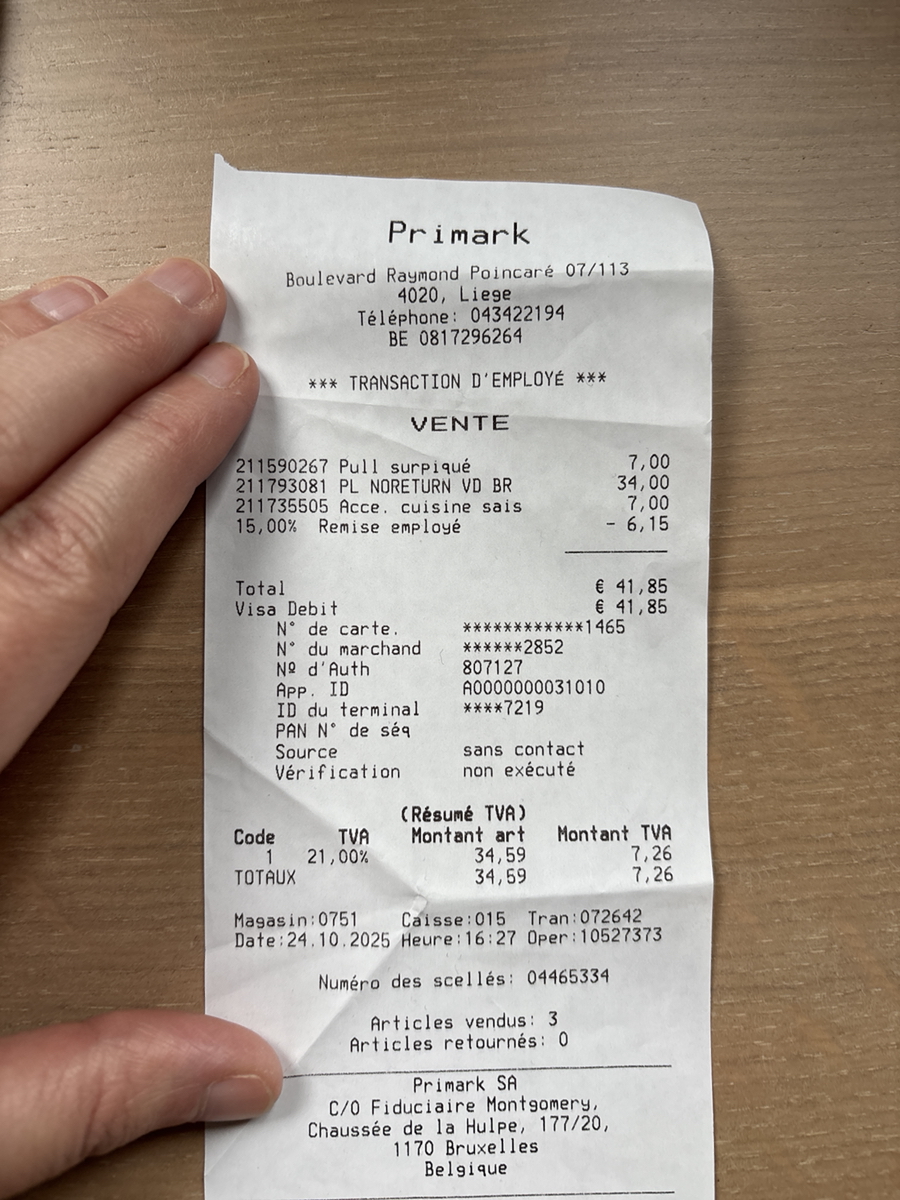 Primark
Boulevard Raymond Poincaré 07/113
4020, Liege
Téléphone: 043422194
BE 0817296264
*** TRANSACTION D'EMPLOYÉ ***
VENTE
211590267 Pull surpiqué 7,00
211793081 PL NORETURN VD BR 34,00
211735505 Acce. cuisine sais 7,00
15,00% Remise employé - 6,15
Total € 41,85
Visa Debit € 41,85
N° de carte. ************1465
N° du marchand ******2852
Nº d'Auth 807127
App. ID A0000000031010
ID du terminal ****7219
PAN N° de séq
Source sans contact
Vérification non exécuté
(Résumé TVA)
Code TVA Montant art Montant TVA
1 21,00% 34,59 7,26
TOTAUX 34,59 7,26
Magasin:0751 Caisse:015 Tran:072642
Date:24.10.2025 Heure:16:27 Oper:10527373
Numéro des scellés: 04465334
Articles vendus: 3
Articles retournés: 0
Primark SA
C/O Fiduciaire Montgomery,
Chaussée de la Hulpe, 177/20,
1170 Bruxelles
Belgique